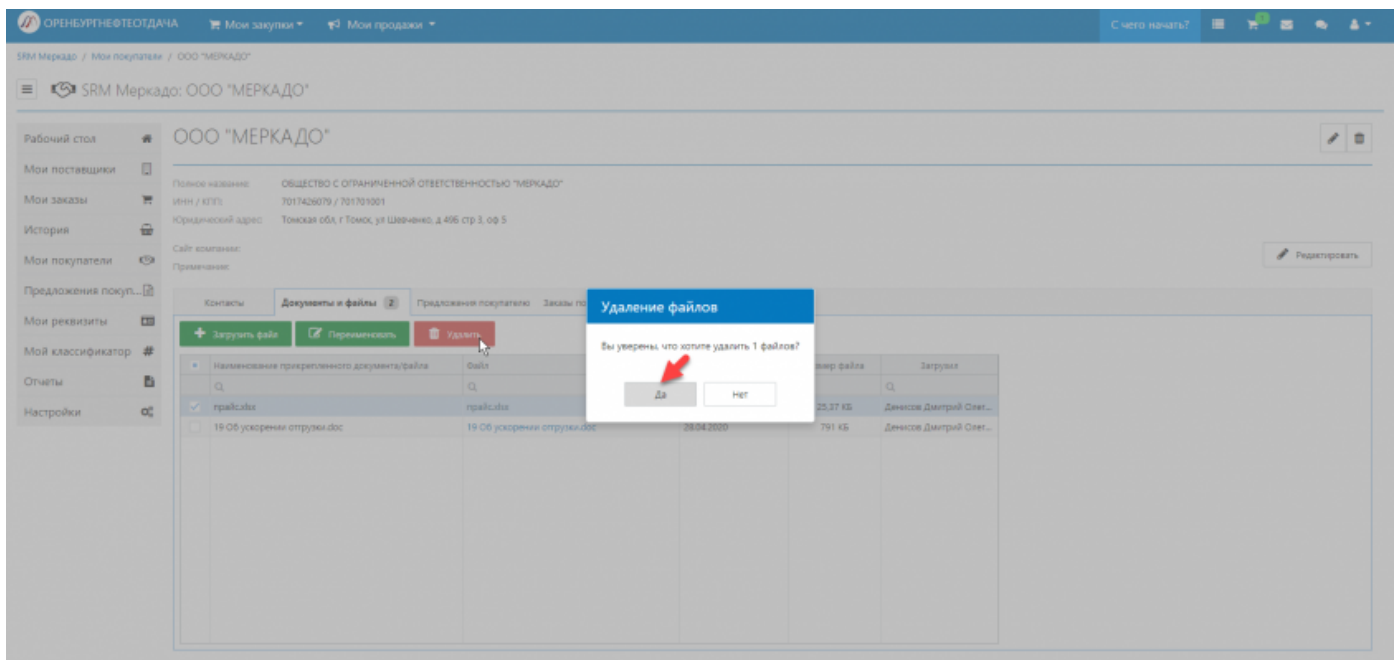 ОРЕНБУРГНЕФТЕОТДАЧА Мои закупки Мои продажи С чего начать? 1
SRM Меркадо / Мои покупатели / ООО "МЕРКАДО"
SRM Меркадо: ООО "МЕРКАДО"
Рабочий стол
Мои поставщики
Мои заказы
История
Мои покупатели
Предложения покуп...
Мои реквизиты
Мой классификатор
Отчеты
Настройки
ООО "МЕРКАДО"
Полное название: ОБЩЕСТВО С ОГРАНИЧЕННОЙ ОТВЕТСТВЕННОСТЬЮ "МЕРКАДО"
ИНН / КПП: 7017426079 / 701701001
Юридический адрес: Томская обл, г Томск, ул Шевченко, д 49Б стр 3, оф 5
Сайт компании:
Примечание:
Редактировать
Контакты Документы и файлы 2 Предложения покупателю Заказы по
Загрузить файл Переименовать Удалить
Наименование прикрепленного документа/файла Файл мер файла Загрузил
прайс.xlsx прайс.xlsx 25,37 КБ Денисов Дмитрий Олег...
19-Об ускорении отгрузки.doc 19-Об ускорении отгрузки.doc 28.04.2020 791 КБ Денисов Дмитрий Олег...
Удаление файлов
Вы уверены, что хотите удалить 1 файлов?
Да Нет